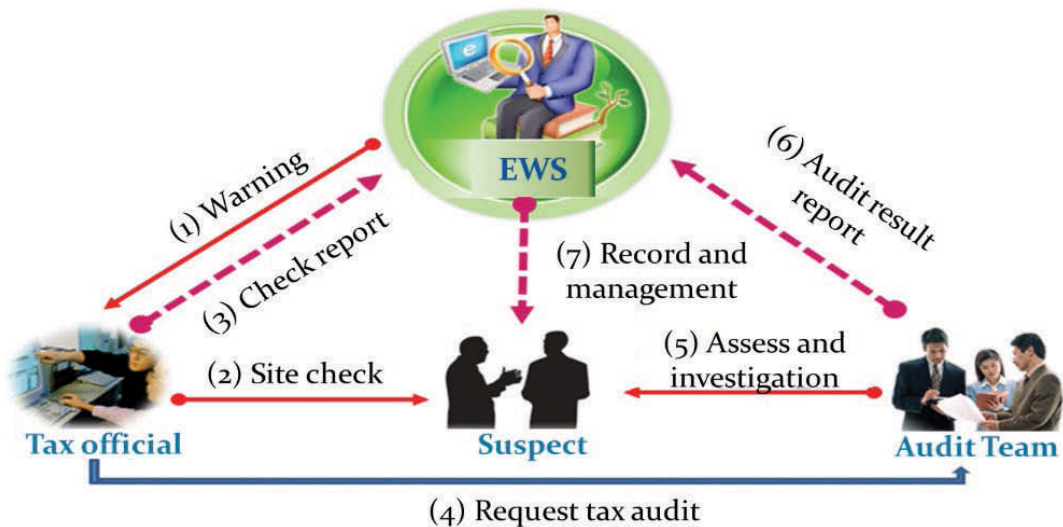 EWS
(1) Warning
(3) Check report
(6) Audit result
report
(7) Record and
management
(2) Site check
(5) Assess and
investigation
Tax official
Suspect
Audit Team
(4) Request tax audit